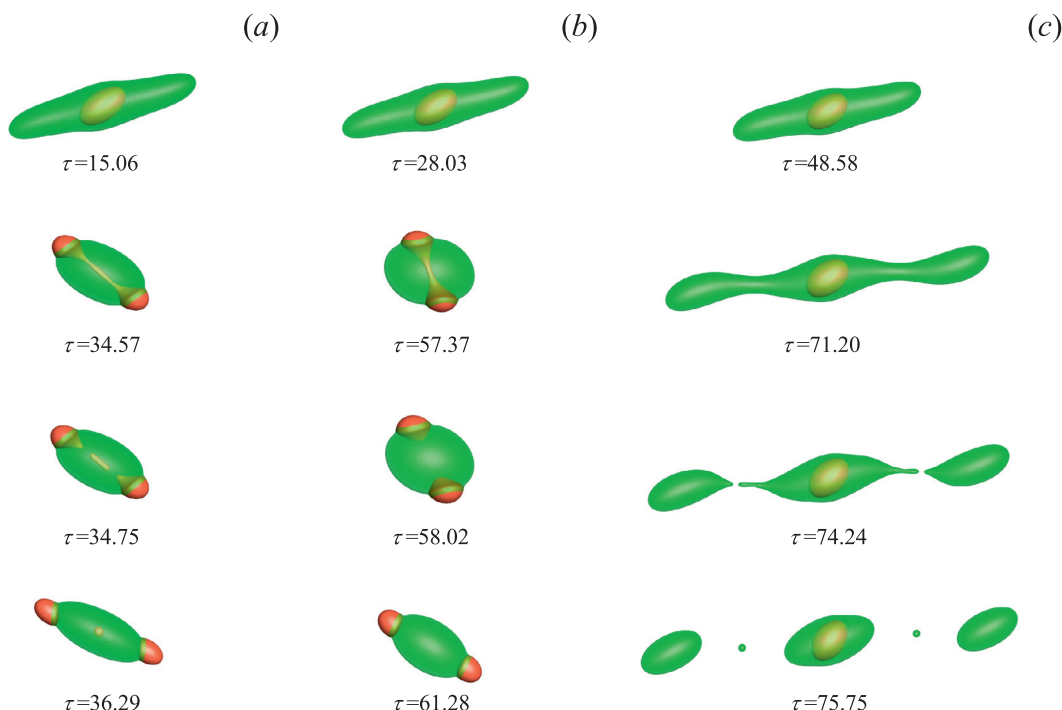 (a) (b) (c)
τ=15.06 τ=28.03 τ=48.58
τ=34.57 τ=57.37 τ=71.20
τ=34.75 τ=58.02 τ=74.24
τ=36.29 τ=61.28 τ=75.75